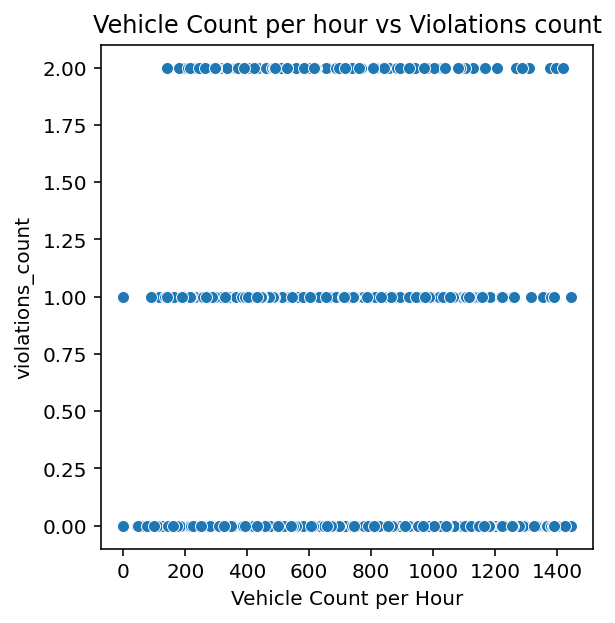 Vehicle Count per hour vs Violations count
2.00
1.75
1.50
1.25
1.00
0.75
0.50
0.25
0.00
violations_count
0 200 400 600 800 1000 1200 1400
Vehicle Count per Hour